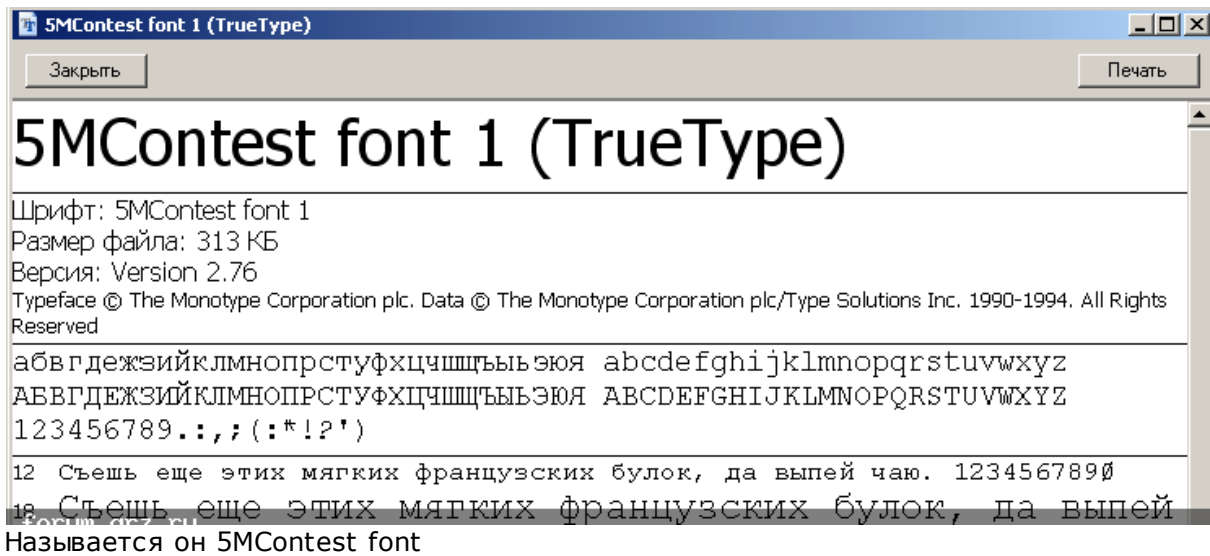 5MContest font 1 (TrueType)
Закрыть
Печать
5MContest font 1 (TrueType)
Шрифт: 5MContest font 1
Размер файла: 313 КБ
Версия: Version 2.76
Typeface © The Monotype Corporation plc. Data © The Monotype Corporation plc/Type Solutions Inc. 1990-1994. All Rights
Reserved
абвгдежзийклмнопрстуфхцчшщъыьэюя abcdefghijklmnopqrstuvwxyz
АБВГДЕЖЗИЙКЛМНОПРСТУФХЦЧШЩЪЫЬЭЮЯ ABCDEFGHIJKLMNOPQRSTUVWXYZ
123456789.:,;(:*!?')
12 Съешь еще этих мягких французских булок, да выпей чаю. 1234567890
18 Съешь еще этих мягких французских булок, да выпей
forum.grz.ru
Называется он 5MContest font